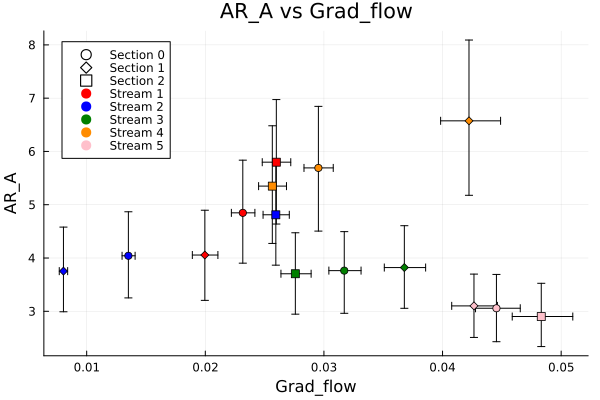 AR_A vs Grad_flow
8
7
6
5
4
3
AR_A
Section 0
Section 1
Section 2
Stream 1
Stream 2
Stream 3
Stream 4
Stream 5
0.01 0.02 0.03 0.04 0.05
Grad_flow